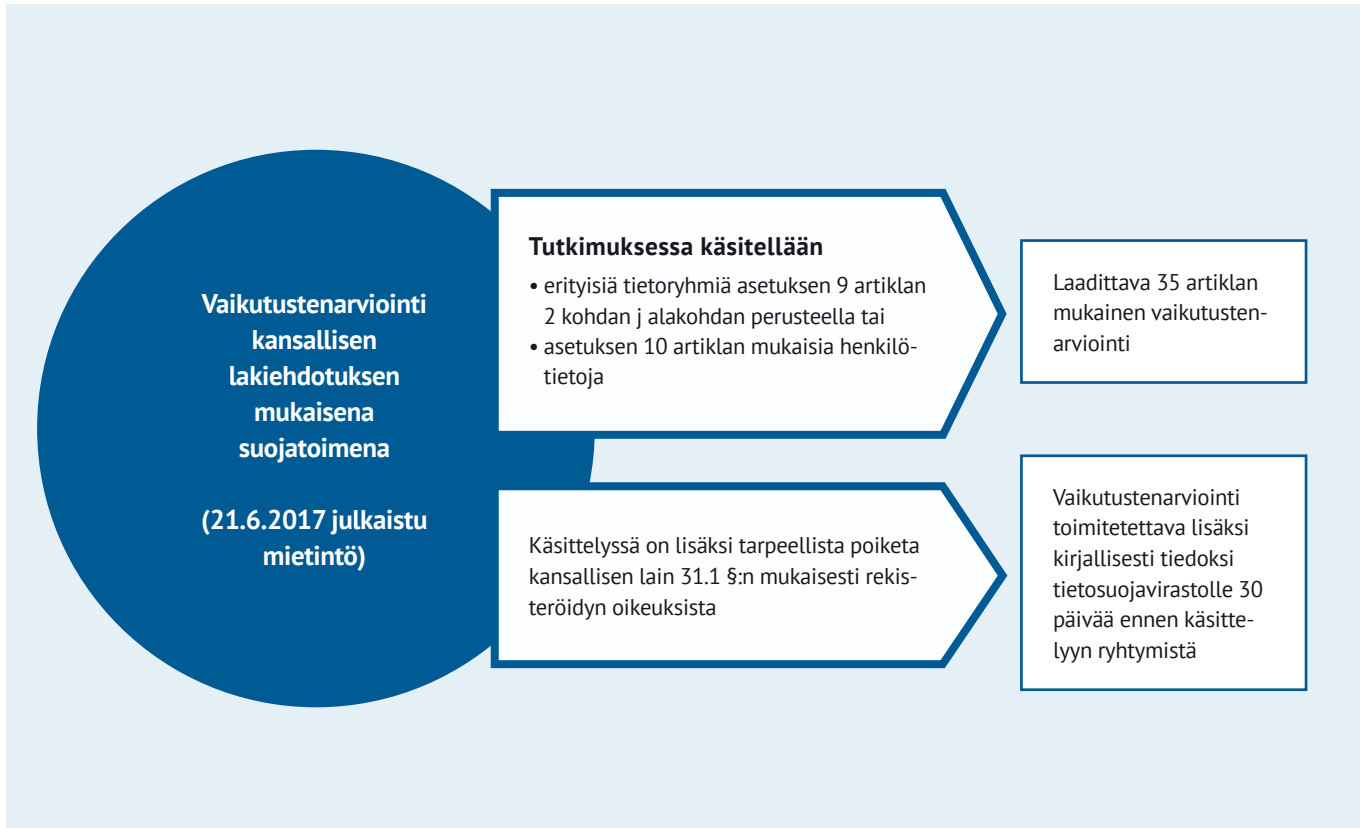 Vaikutustenarviointi
kansallisen
lakiehdotuksen
mukaisena
suojatoimena
(21.6.2017 julkaistu
mietintö)
Tutkimuksessa käsitellään
• erityisiä tietoryhmiä asetuksen 9 artiklan
2 kohdan j alakohdan perusteella tai
• asetuksen 10 artiklan mukaisia henkilö-
tietoja
Laadittava 35 artiklan
mukainen vaikutusten-
arviointi
Käsittelyssä on lisäksi tarpeellista poiketa
kansallisen lain 31.1 §:n mukaisesti rekis-
teröidyn oikeuksista
Vaikutustenarviointi
toimitetettava lisäksi
kirjallisesti tiedoksi
tietosuojavirastolle 30
päivää ennen käsitte-
lyyn ryhtymistä